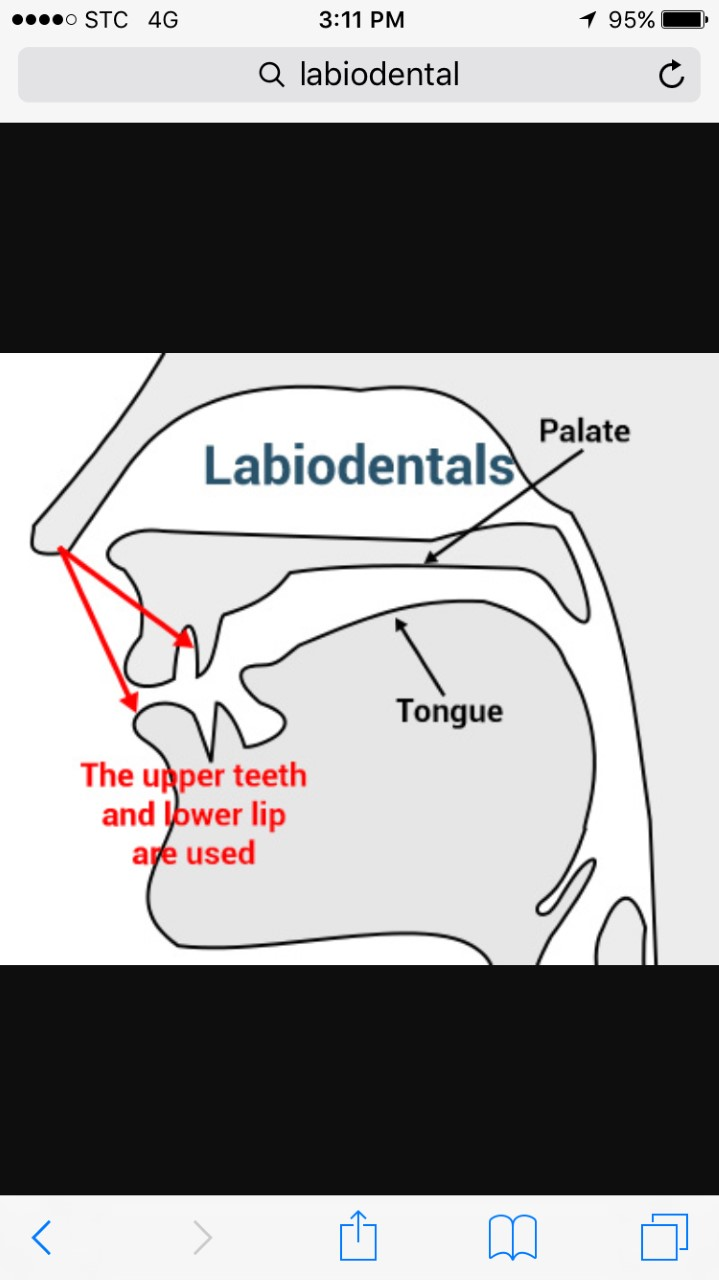 STC 4G 3:11 PM 95%
labiodental
Palate
Labiodentals
Tongue
The upper teeth
and lower lip
are used